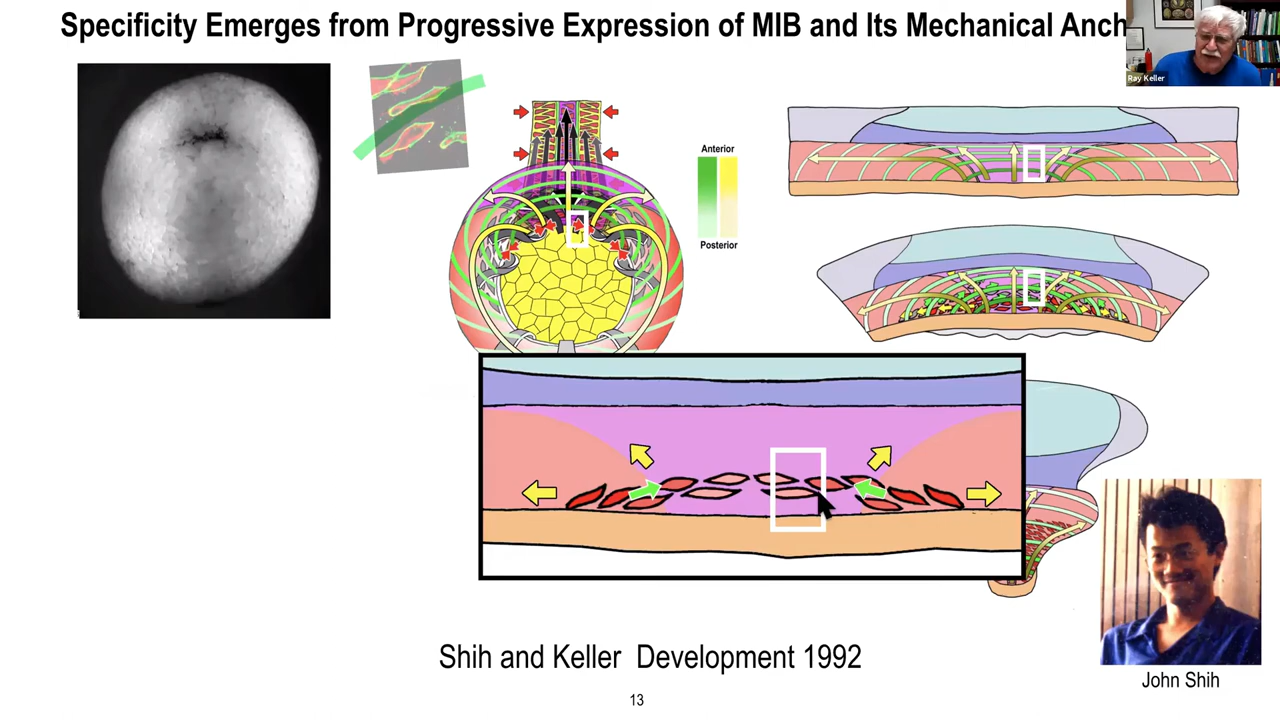 Specificity Emerges from Progressive Expression of MIB and Its Mechanical
Ray Keller
Anterior
Posterior
Shih and Keller Development 1992
John Shih
13